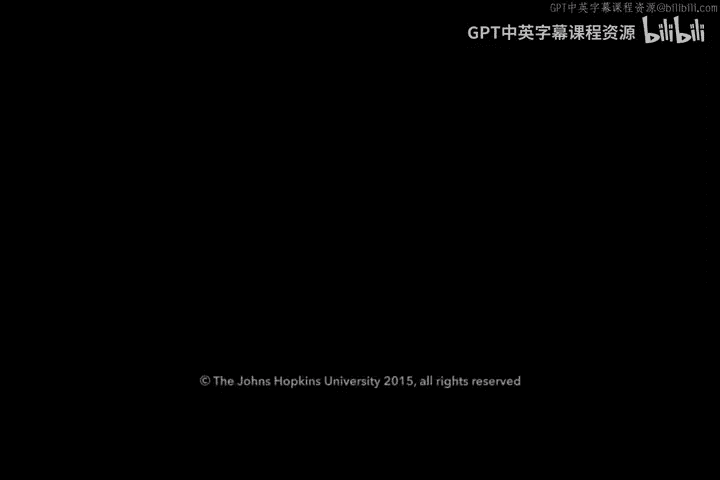 GPT中英字幕课程资源@bilibili.com
GPT中英字幕课程资源 bilibili
© The Johns Hopkins University 2015, all rights reserved